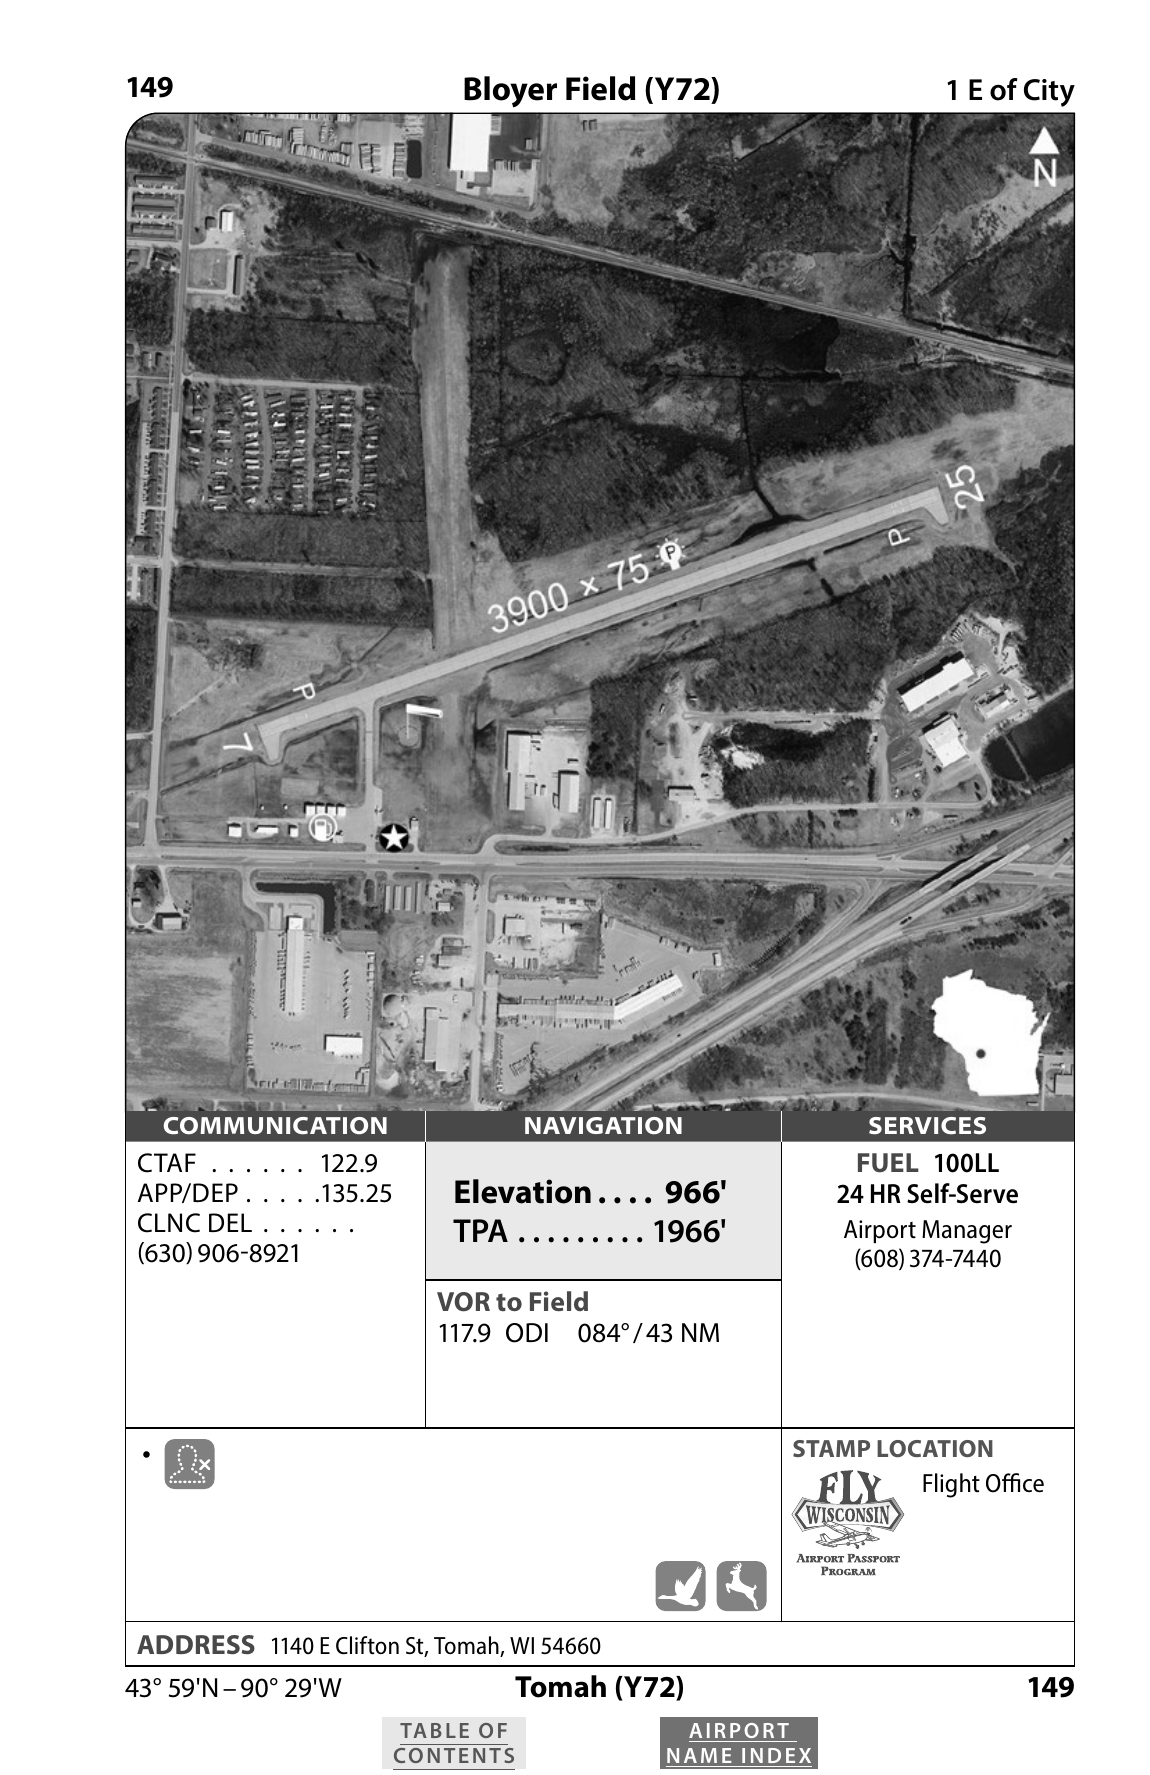 149 Bloyer Field (Y72) 1 E of City
N
25
P
P
3900 x 75
P
7
COMMUNICATION NAVIGATION SERVICES
CTAF . . . . . . 122.9
APP/DEP . . . . .135.25
CLNC DEL . . . . . .
(630) 906-8921
Elevation . . . . 966'
TPA . . . . . . . . . 1966'
VOR to Field
117.9 ODI 084° / 43 NM
FUEL 100LL
24 HR Self-Serve
Airport Manager
(608) 374-7440
•
STAMP LOCATION
Flight Office
FLY
WISCONSIN
AIRPORT PASSPORT
PROGRAM
ADDRESS 1140 E Clifton St, Tomah, WI 54660
43° 59'N – 90° 29'W Tomah (Y72) 149
TABLE OF
CONTENTS
AIRPORT
NAME INDEX